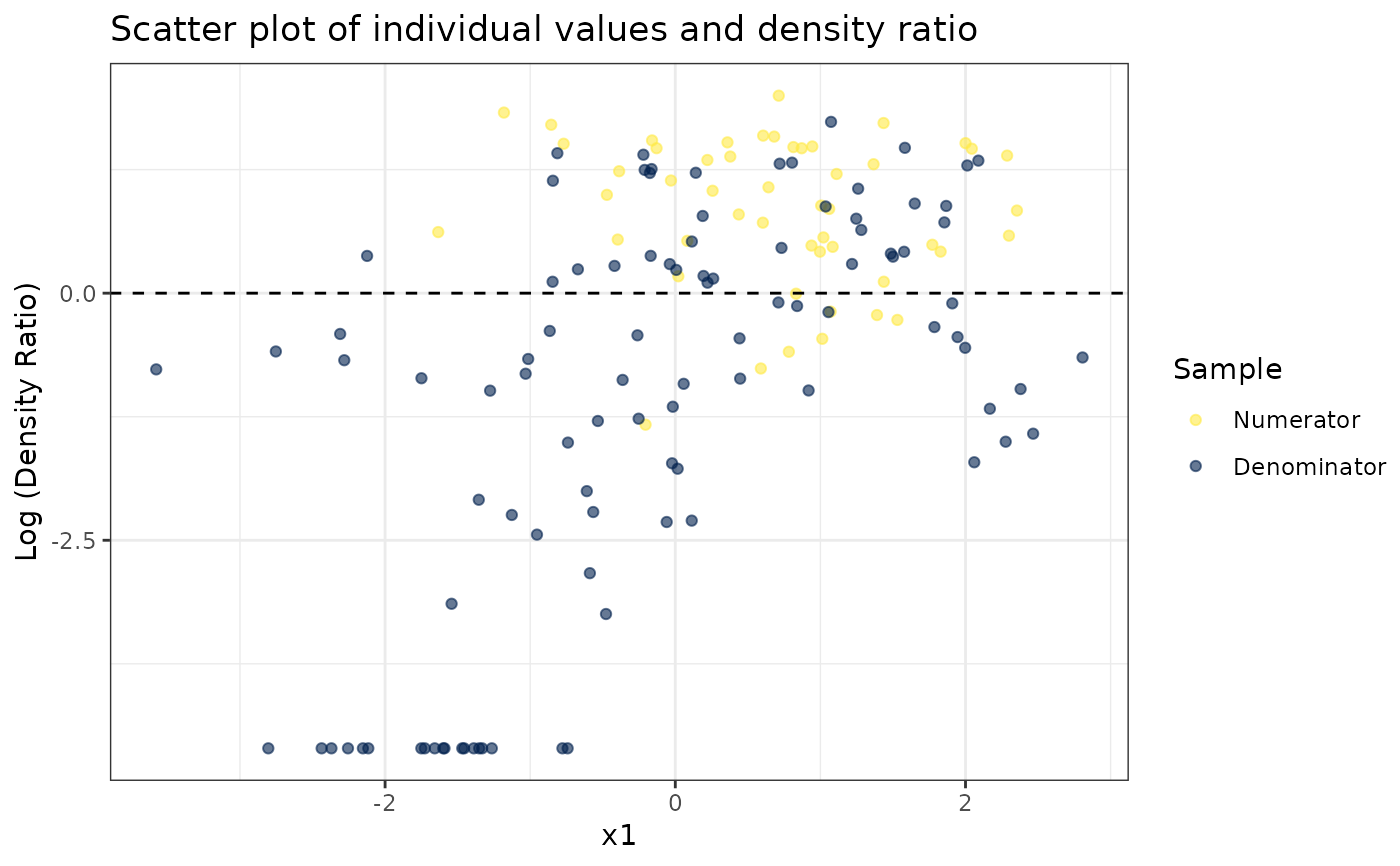 Scatter plot of individual values and density ratio
Log (Density Ratio)
0.0
-2.5
-2
0
2
x1
Sample
Numerator
Denominator